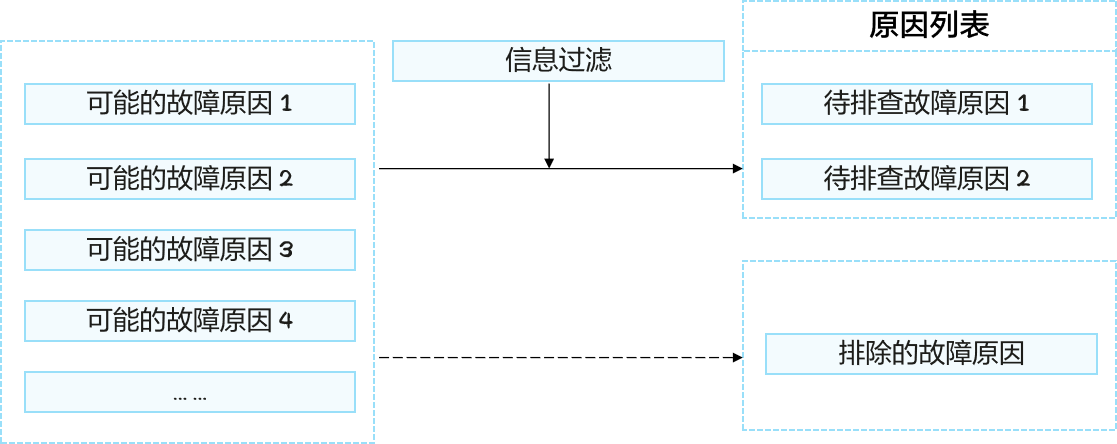 可能的故障原因 1
可能的故障原因 2
可能的故障原因 3
可能的故障原因 4
... ...
信息过滤
原因列表
待排查故障原因 1
待排查故障原因 2
排除的故障原因